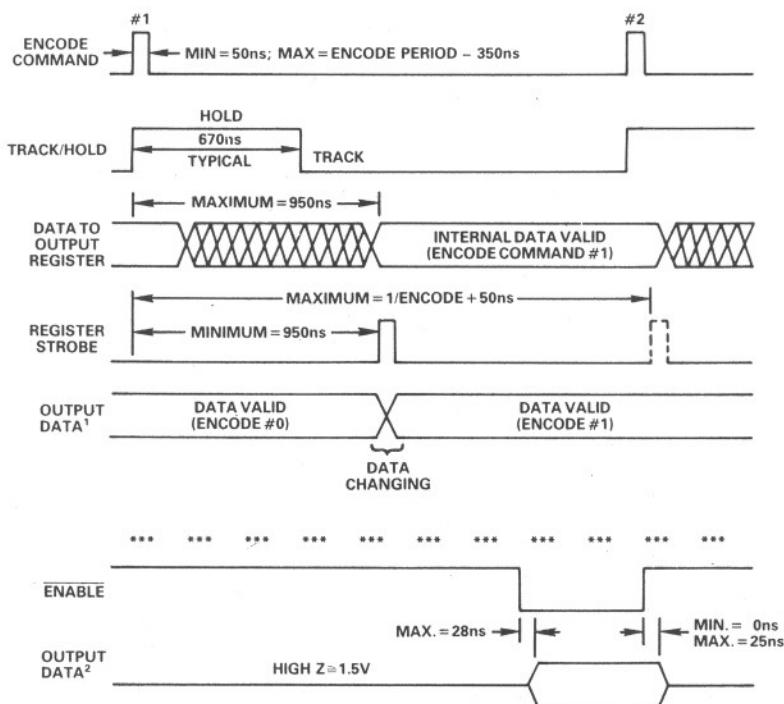 #1
#2
ENCODE
COMMAND
MIN = 50ns; MAX = ENCODE PERIOD – 350ns
HOLD
TRACK/HOLD
670ns
TYPICAL
TRACK
MAXIMUM = 950ns
DATA TO
OUTPUT
REGISTER
INTERNAL DATA VALID
(ENCODE COMMAND #1)
MAXIMUM = 1/ENCODE + 50ns
REGISTER
STROBE
MINIMUM = 950ns
OUTPUT
DATA¹
DATA VALID
(ENCODE #0)
DATA VALID
(ENCODE #1)
DATA
CHANGING
*** *** *** *** *** *** *** *** *** *** ***
ENABLE
MAX. = 28ns
MIN. = 0ns
MAX. = 25ns
OUTPUT
DATA²
HIGH Z ≅ 1.5V